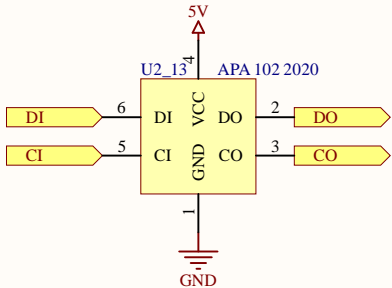 5V
4
U2_13 APA 102 2020
DI 6 DI VCC DO 2 DO
CI 5 CI GND CO 3 CO
1
GND